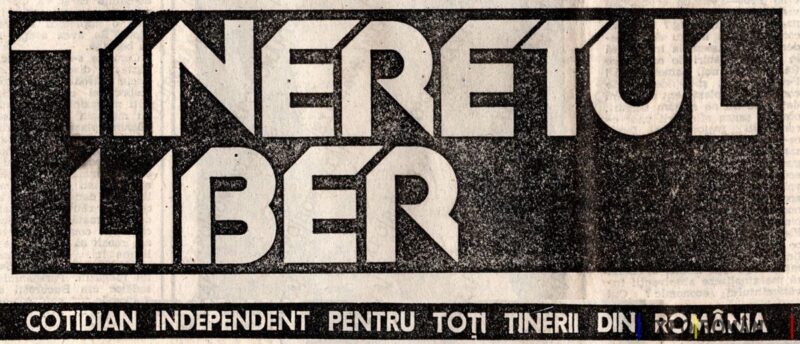 TINERETUL
LIBER
COTIDIAN INDEPENDENT PENTRU TOȚI TINERII DIN ROMÂNIA